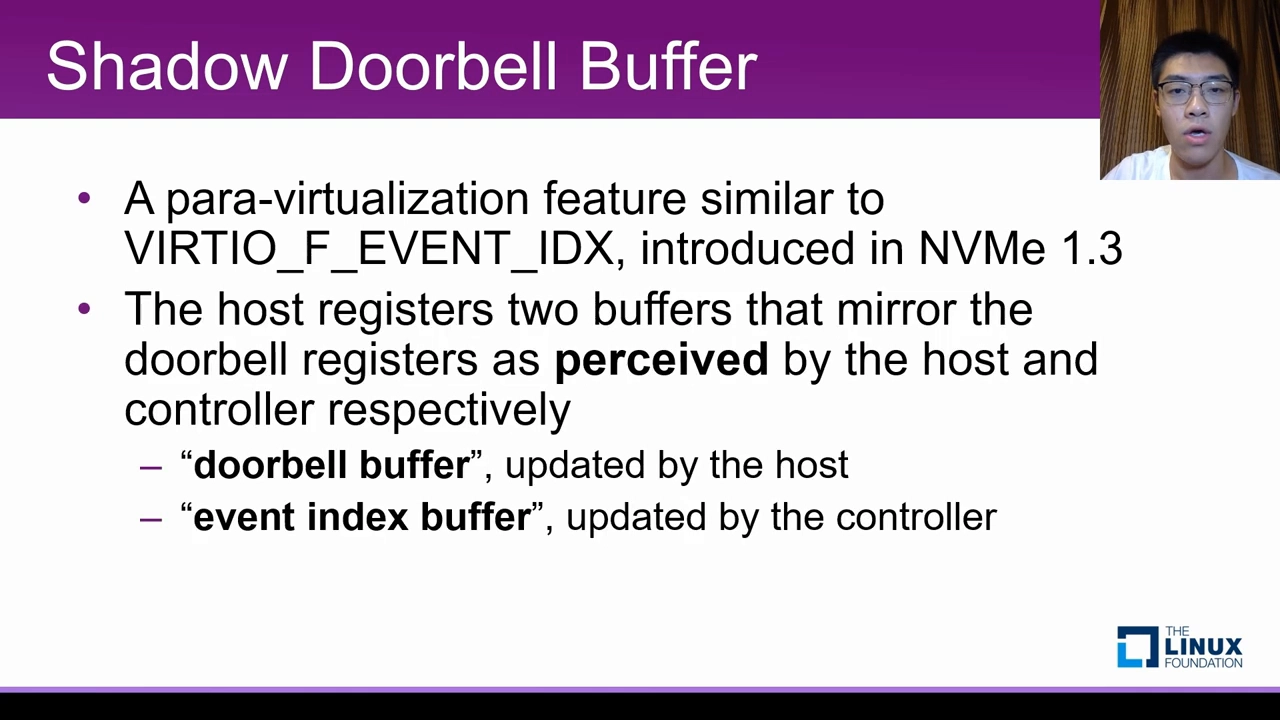 Shadow Doorbell Buffer
• A para-virtualization feature similar to
VIRTIO_F_EVENT_IDX, introduced in NVMe 1.3
• The host registers two buffers that mirror the
doorbell registers as perceived by the host and
controller respectively
– “doorbell buffer”, updated by the host
– “event index buffer”, updated by the controller
THE
LINUX
FOUNDATION